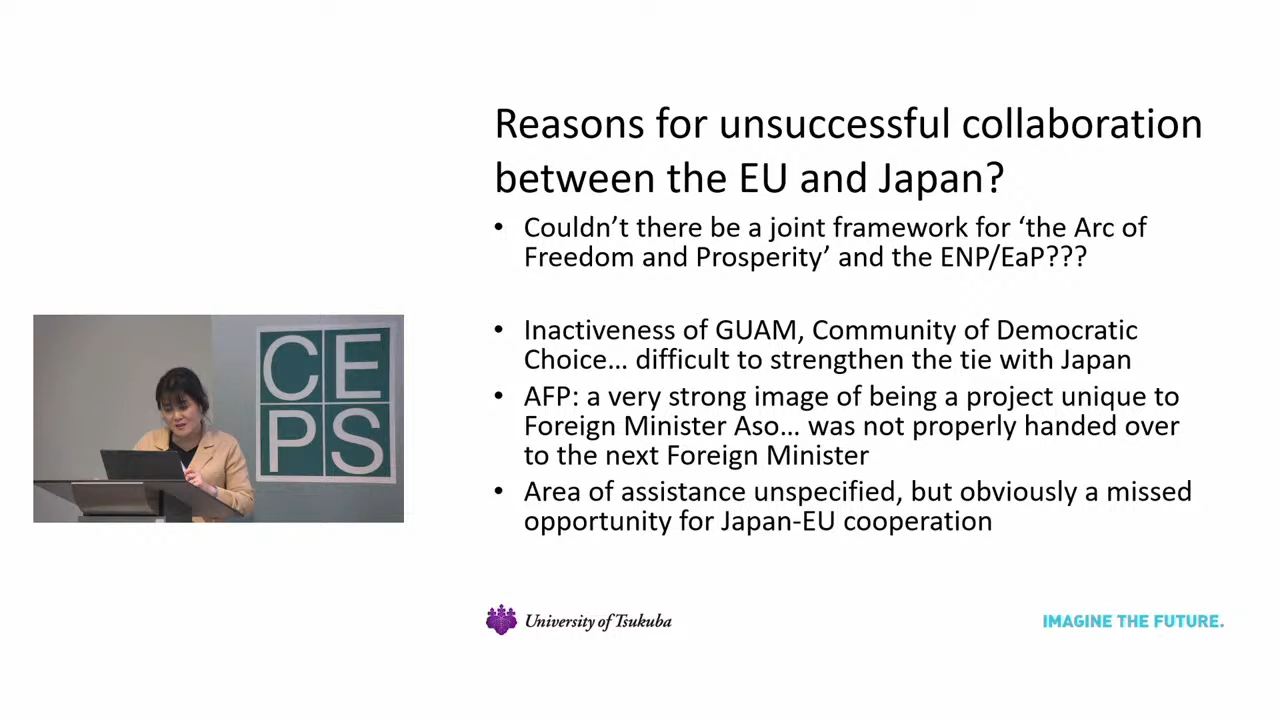 Reasons for unsuccessful collaboration
between the EU and Japan?
• Couldn’t there be a joint framework for ‘the Arc of
Freedom and Prosperity’ and the ENP/EaP???
• Inactiveness of GUAM, Community of Democratic
Choice… difficult to strengthen the tie with Japan
• AFP: a very strong image of being a project unique to
Foreign Minister Aso… was not properly handed over
to the next Foreign Minister
• Area of assistance unspecified, but obviously a missed
opportunity for Japan-EU cooperation
CE
PS
University of Tsukuba
IMAGINE THE FUTURE.